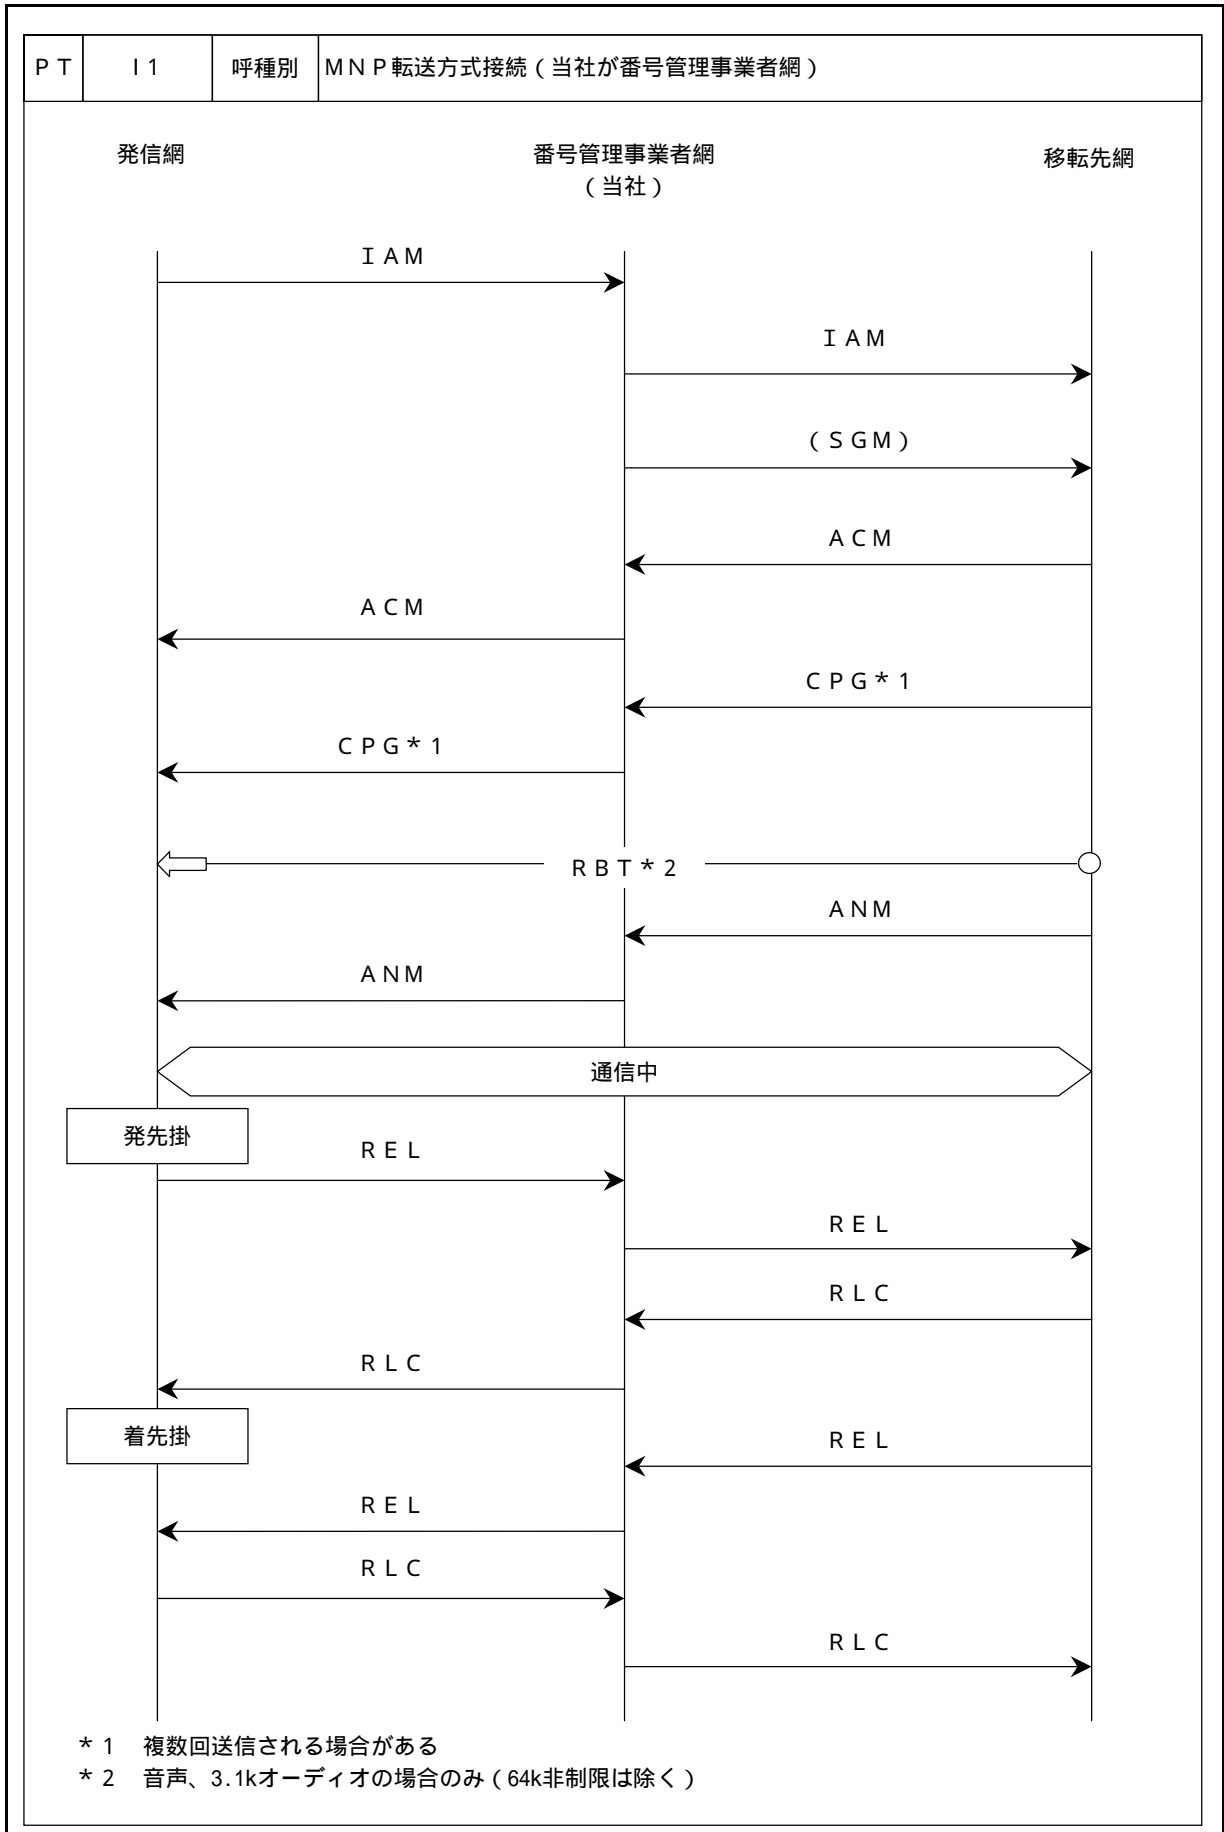 ＰＴ Ｉ1 呼種別 ＭＮＰ転送方式接続（当社が番号管理事業者網）
発信網 番号管理事業者網 移転先網
（当社）
ＩＡＭ
ＩＡＭ
（ＳＧＭ）
ＡＣＭ
ＡＣＭ
ＣＰＧ＊１
ＣＰＧ＊１
ＲＢＴ＊２
ＡＮＭ
ＡＮＭ
通信中
発先掛
ＲＥＬ
ＲＥＬ
ＲＬＣ
ＲＬＣ
着先掛
ＲＥＬ
ＲＥＬ
ＲＬＣ
ＲＬＣ
＊１　複数回送信される場合がある
＊２　音声、3.1kオーディオの場合のみ（64k非制限は除く）